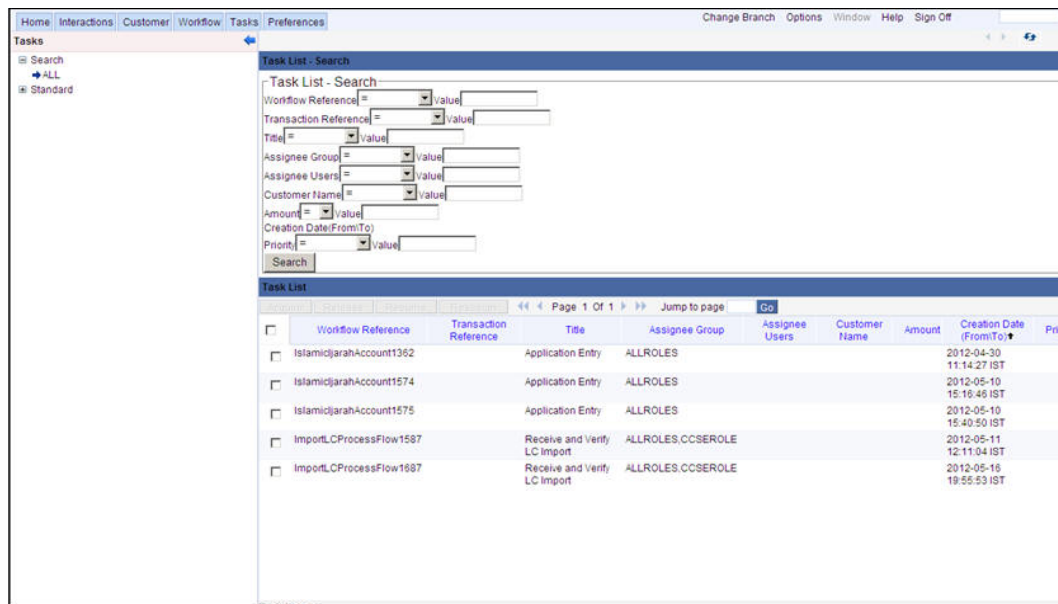 Home Interactions Customer Workflow Tasks Preferences
Change Branch Options Window Help Sign Off
Tasks
Search
ALL
Standard
Task List - Search
Task List - Search
Workflow Reference = Value
Transaction Reference = Value
Title = Value
Assignee Group = Value
Assignee Users = Value
Customer Name = Value
Amount = Value
Creation Date(From\To)
Priority = Value
Search
Task List
Page 1 Of 1 Jump to page Go
Workflow Reference Transaction Reference Title Assignee Group Assignee Users Customer Name Amount Creation Date (From\To) Pri
IslamicIjarahAccount1362 Application Entry ALLROLES 2012-04-30
11:14:27 IST
IslamicIjarahAccount1574 Application Entry ALLROLES 2012-05-10
15:16:46 IST
IslamicIjarahAccount1575 Application Entry ALLROLES 2012-05-10
15:40:50 IST
ImportLCProcessFlow1587 Receive and Verify ALLROLES,CCSEROLE 2012-05-11
LC Import 12:11:04 IST
ImportLCProcessFlow1687 Receive and Verify ALLROLES,CCSEROLE 2012-05-16
LC Import 19:55:53 IST